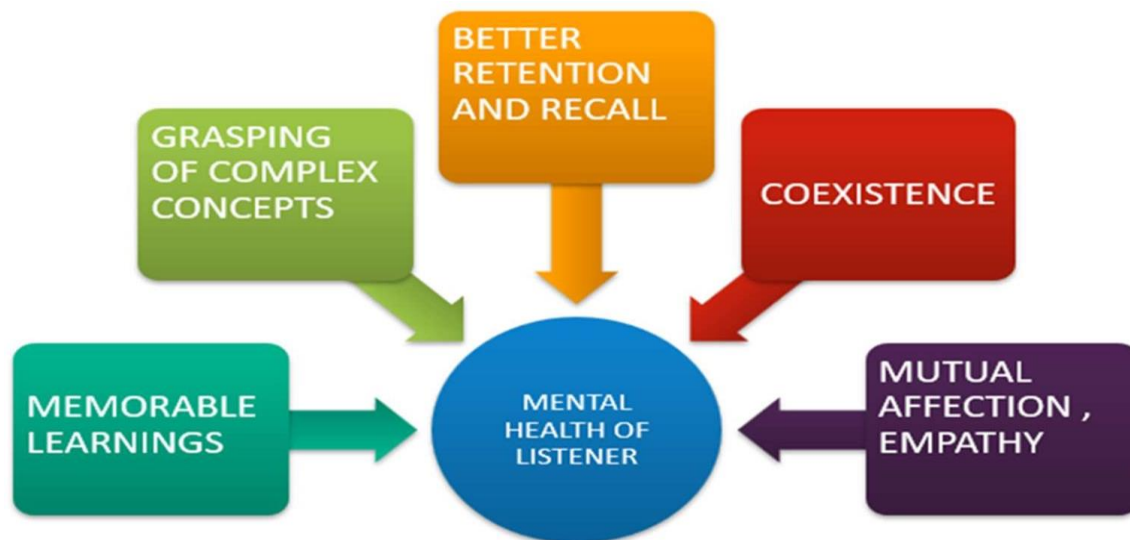 BETTER
RETENTION
AND RECALL
GRASPING
OF COMPLEX
CONCEPTS
COEXISTENCE
MEMORABLE
LEARNINGS
MENTAL
HEALTH OF
LISTENER
MUTUAL
AFFECTION ,
EMPATHY